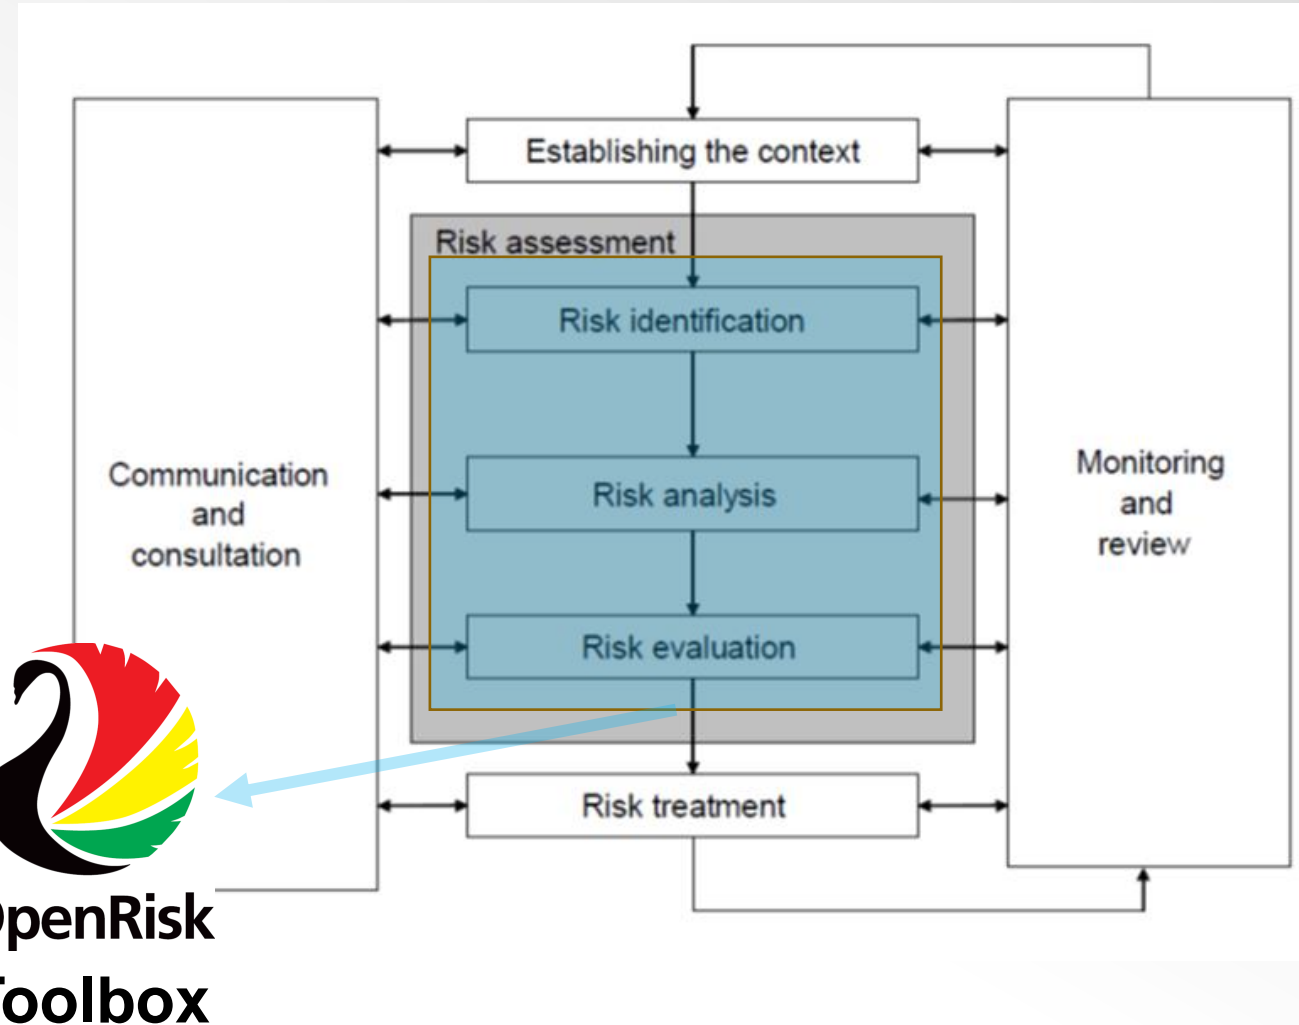 Establishing the context
Risk assessment
Risk identification
Risk analysis
Risk evaluation
Risk treatment
Communication
and
consultation
Monitoring
and
review
penRisk
oolbox